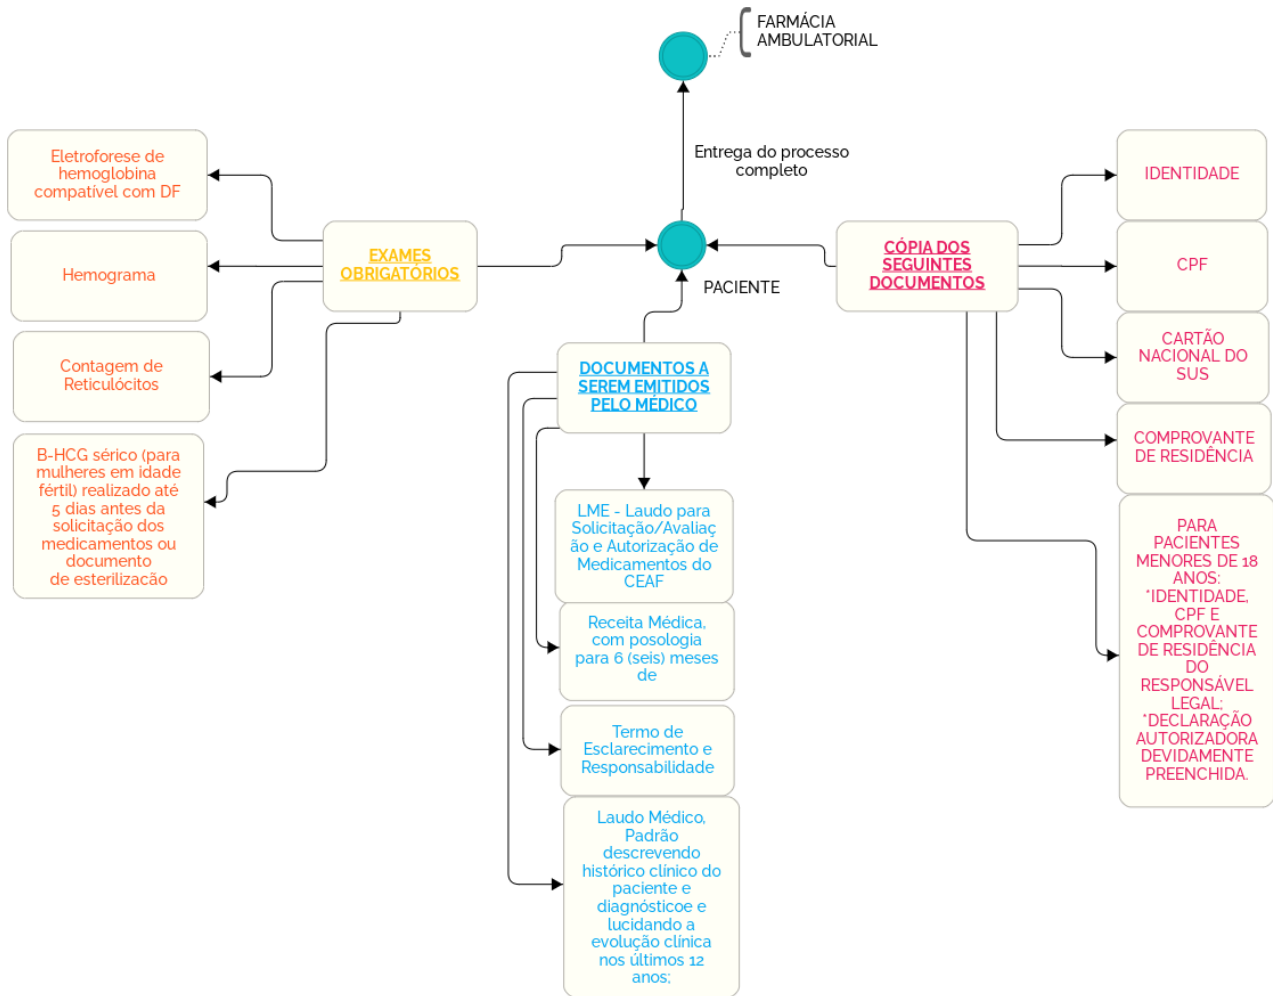 FARMÁCIA
AMBULATORIAL
Entrega do processo
completo
PACIENTE
EXAMES
OBRIGATÓRIOS
Eletroforese de
hemoglobina
compatível com DF
Hemograma
Contagem de
Reticulócitos
B-HCG sérico (para
mulheres em idade
fértil) realizado até
5 dias antes da
solicitação dos
medicamentos ou
documento
de esterilizacão
DOCUMENTOS A
SEREM EMITIDOS
PELO MÉDICO
LME - Laudo para
Solicitação/Avaliaç
ão e Autorização de
Medicamentos do
CEAF
Receita Médica,
com posologia
para 6 (seis) meses
de
Termo de
Esclarecimento e
Responsabilidade
Laudo Médico,
Padrão
descrevendo
histórico clínico do
paciente e
diagnósticoe e
lucidando a
evolução clínica
nos últimos 12
anos;
CÓPIA DOS
SEGUINTES
DOCUMENTOS
IDENTIDADE
CPF
CARTÃO
NACIONAL DO
SUS
COMPROVANTE
DE RESIDÊNCIA
PARA
PACIENTES
MENORES DE 18
ANOS:
*IDENTIDADE,
CPF E
COMPROVANTE
DE RESIDÊNCIA
DO
RESPONSÁVEL
LEGAL;
*DECLARAÇÃO
AUTORIZADORA
DEVIDAMENTE
PREENCHIDA.